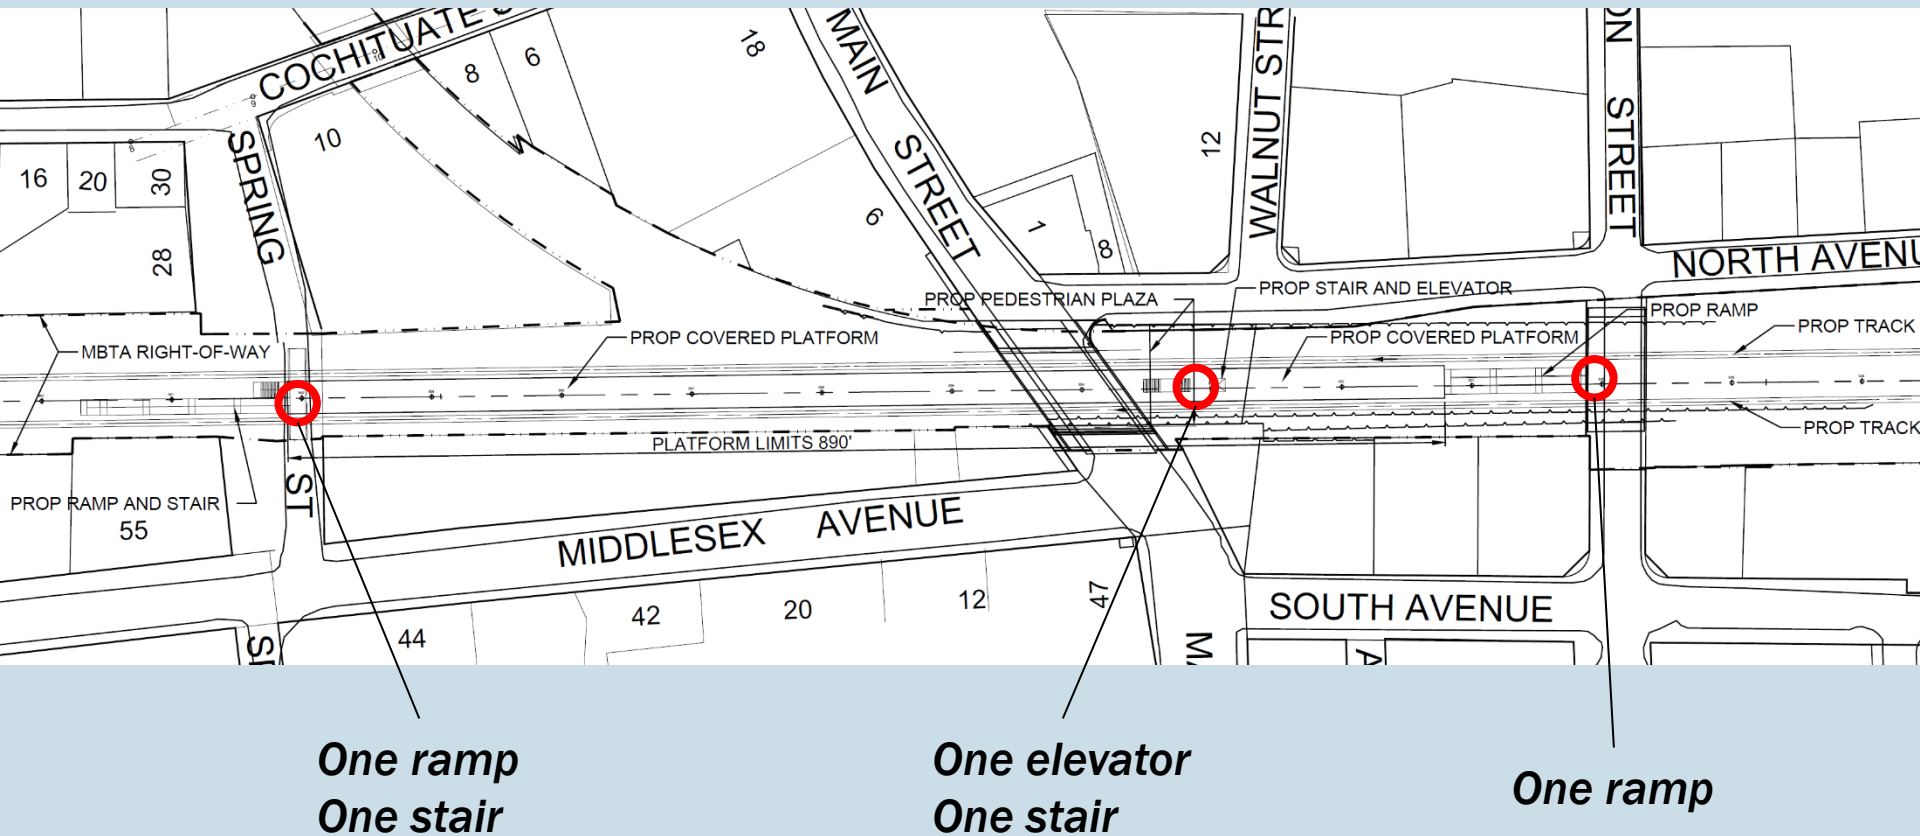 COCHITUATE
SPRING
ST
10
8
6
18
MAIN
STREET
6
1
8
12
WALNUT STR
ON
STREET
NORTH AVENU
16
20
30
28
MBTA RIGHT-OF-WAY
PROP COVERED PLATFORM
PROP PEDESTRIAN PLAZA
PROP STAIR AND ELEVATOR
PROP COVERED PLATFORM
PROP RAMP
PROP TRACK
PROP TRACK
PLATFORM LIMITS 890'
PROP RAMP AND STAIR
55
MIDDLESEX AVENUE
44
42
20
12
47
SOUTH AVENUE
One ramp
One stair
One elevator
One stair
One ramp